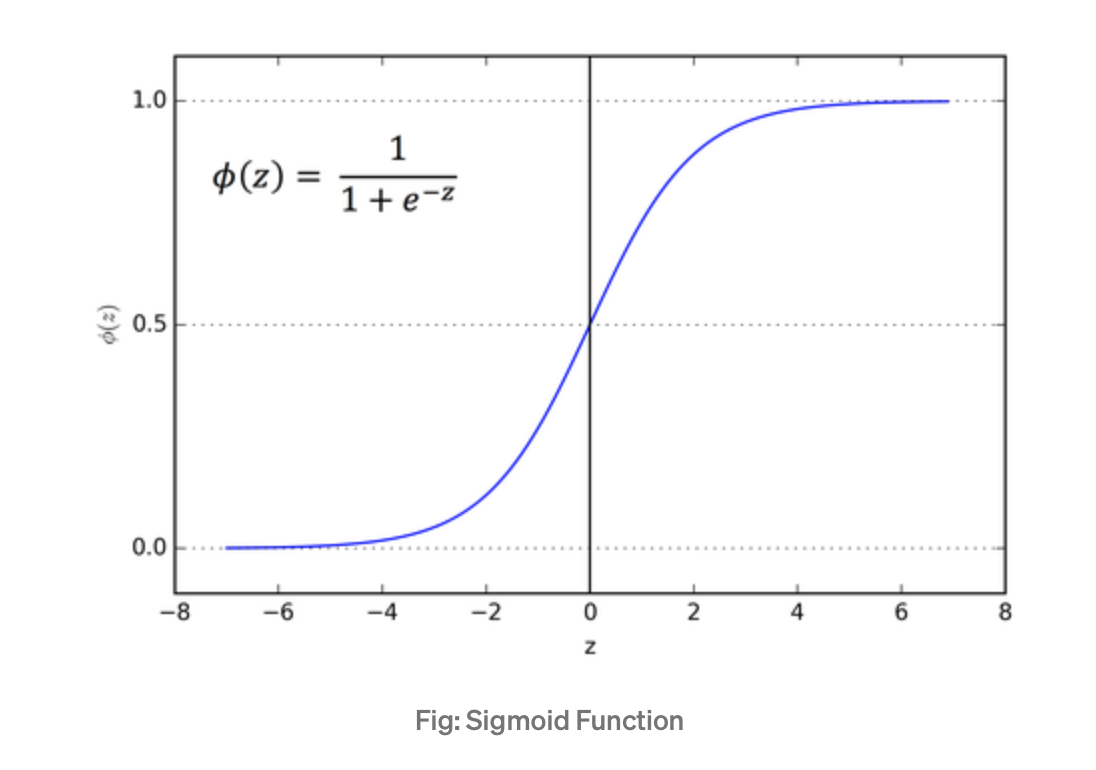 1.0
ϕ(z) = 1 / (1 + e^−z)
ϕ(z)
0.5
0.0
−8 −6 −4 −2 0 2 4 6 8
z
Fig: Sigmoid Function